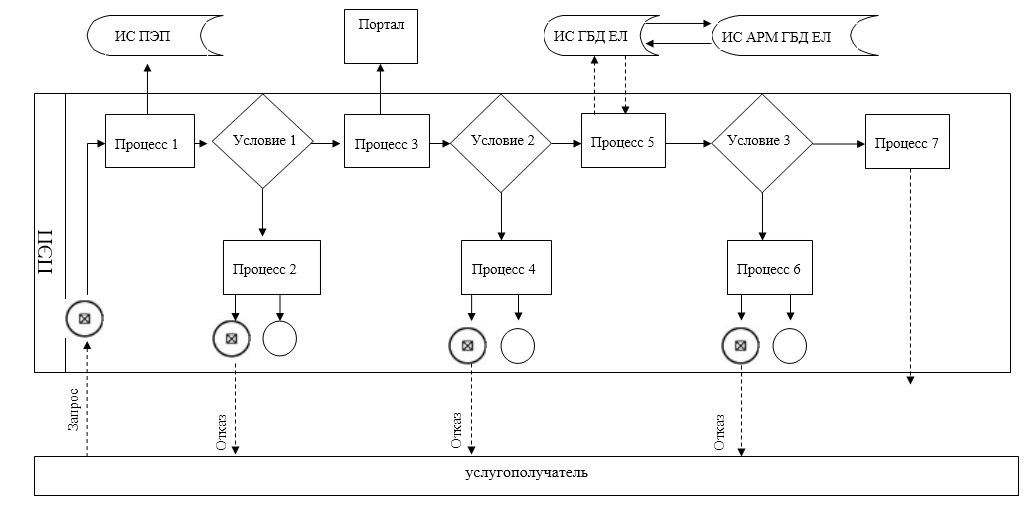 ИС ПЭП
Портал
ИС ГБД ЕЛ
ИС АРМ ГБД ЕЛ
ПЭП
Процесс 1
Условие 1
Процесс 3
Условие 2
Процесс 5
Условие 3
Процесс 7
Процесс 2
Процесс 4
Процесс 6
Запрос
Отказ
Отказ
Отказ
услугополучатель